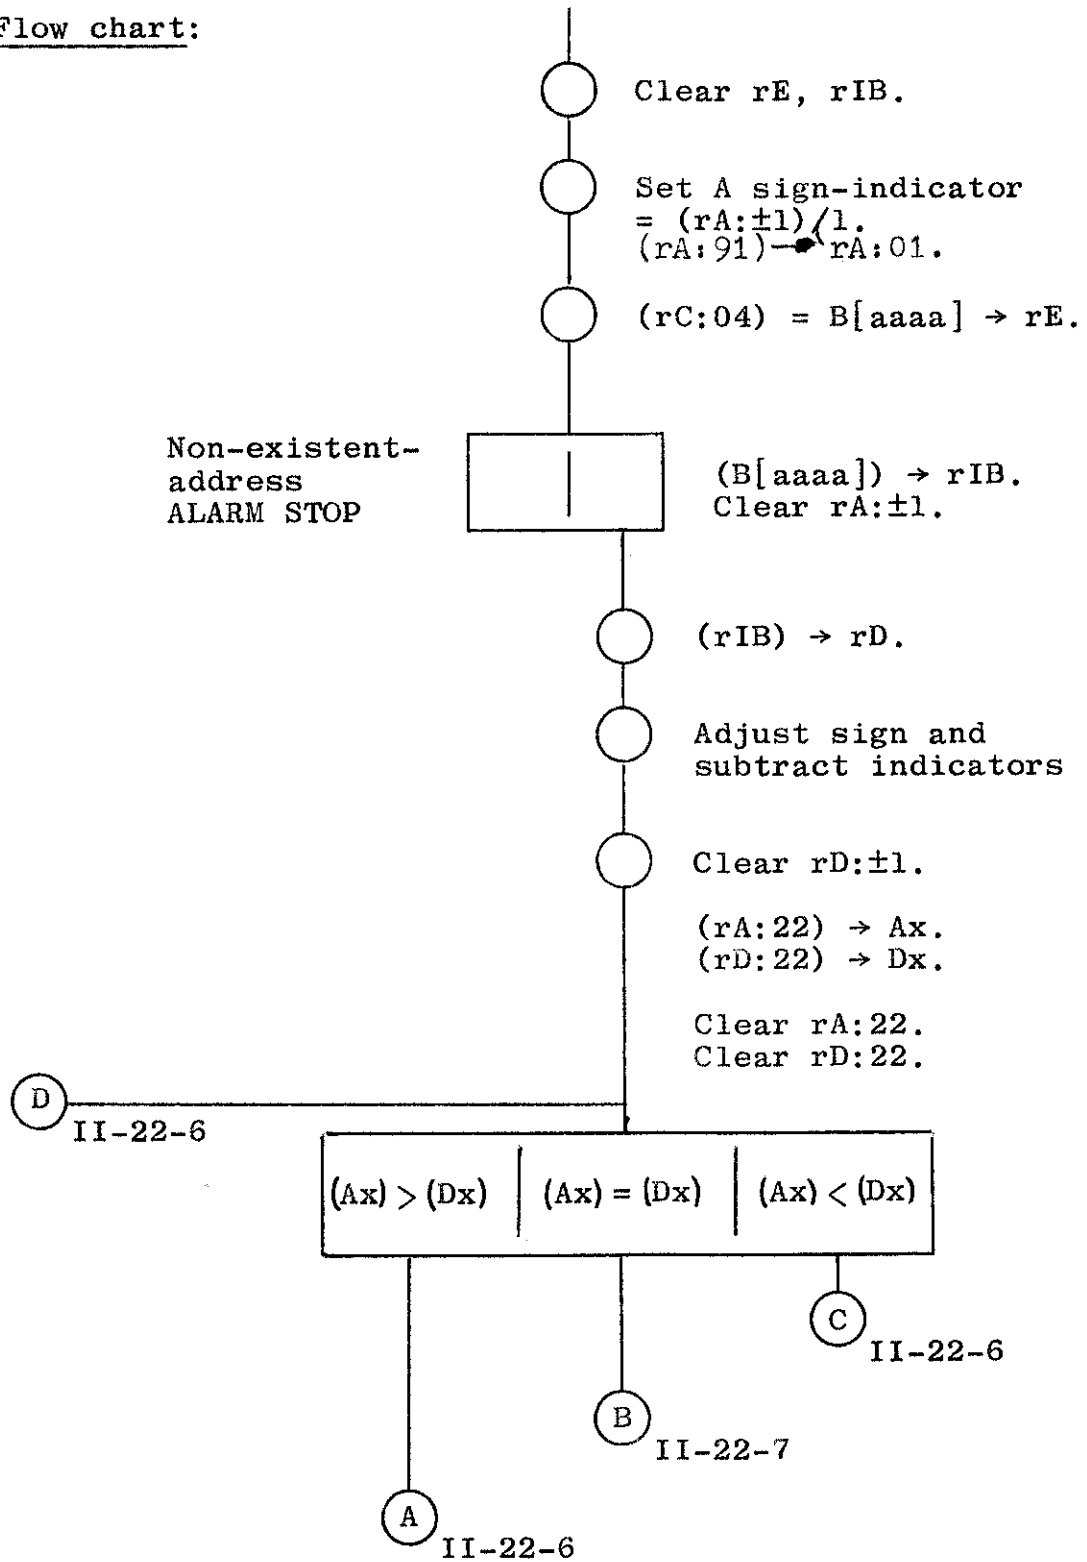 Flow chart:
Clear rE, rIB.
Set A sign-indicator
= (rA:±1)/1.
(rA:91)→ rA:01.
(rC:04) = B[aaaa] → rE.
Non-existent-
address
ALARM STOP
(B[aaaa]) → rIB.
Clear rA:±1.
(rIB) → rD.
Adjust sign and
subtract indicators
Clear rD:±1.
(rA:22) → Ax.
(rD:22) → Dx.
Clear rA:22.
Clear rD:22.
D
II-22-6
(Ax) > (Dx) | (Ax) = (Dx) | (Ax) < (Dx)
C
II-22-6
B
II-22-7
A
II-22-6